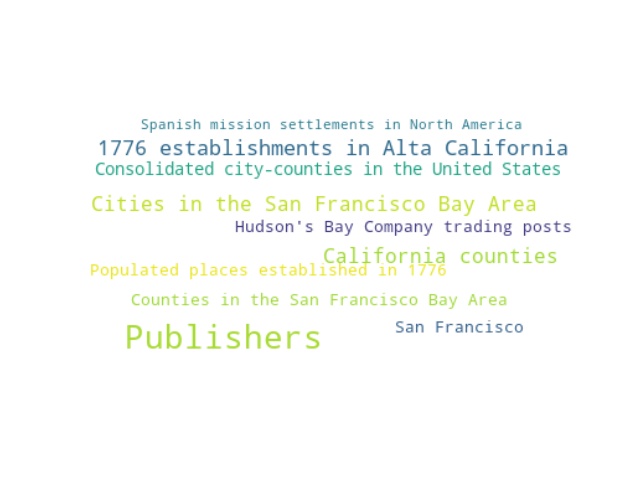 Spanish mission settlements in North America
1776 establishments in Alta California
Consolidated city-counties in the United States
Cities in the San Francisco Bay Area
Hudson's Bay Company trading posts
California counties
Populated places established in 1776
Counties in the San Francisco Bay Area
San Francisco
Publishers